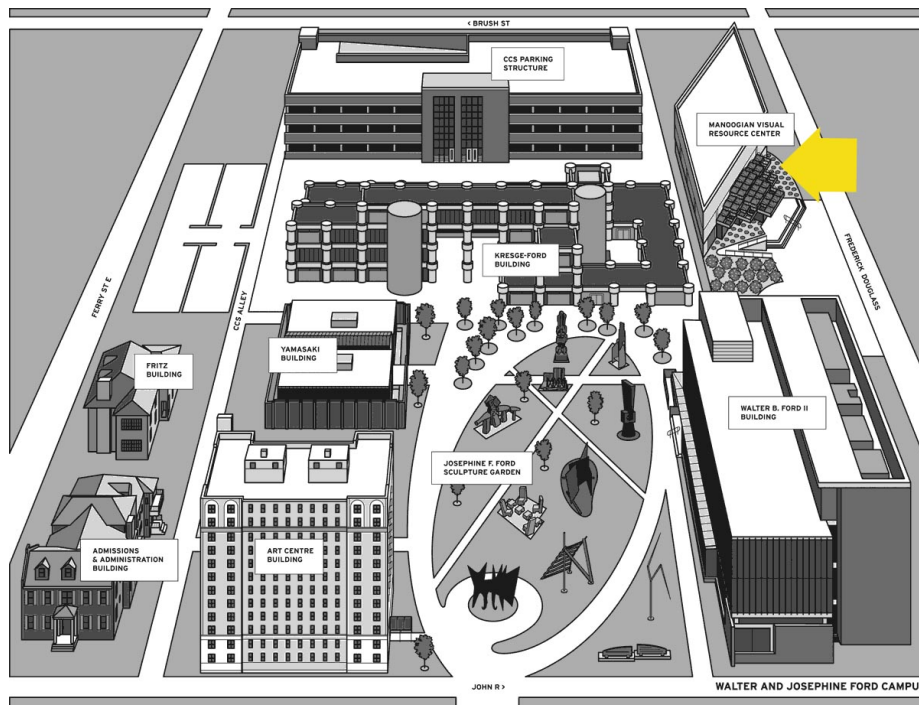 < BRUSH ST
CCS PARKING
STRUCTURE
MANOOGIAN VISUAL
RESOURCE CENTER
KRESGE-FORD
BUILDING
FERRY ST E
CCS ALLEY
FREDERICK DOUGLASS
YAMASAKI
BUILDING
FRITZ
BUILDING
WALTER B. FORD II
BUILDING
JOSEPHINE F. FORD
SCULPTURE GARDEN
ADMISSIONS
& ADMINISTRATION
BUILDING
ART CENTRE
BUILDING
JOHN R >
WALTER AND JOSEPHINE FORD CAMPU